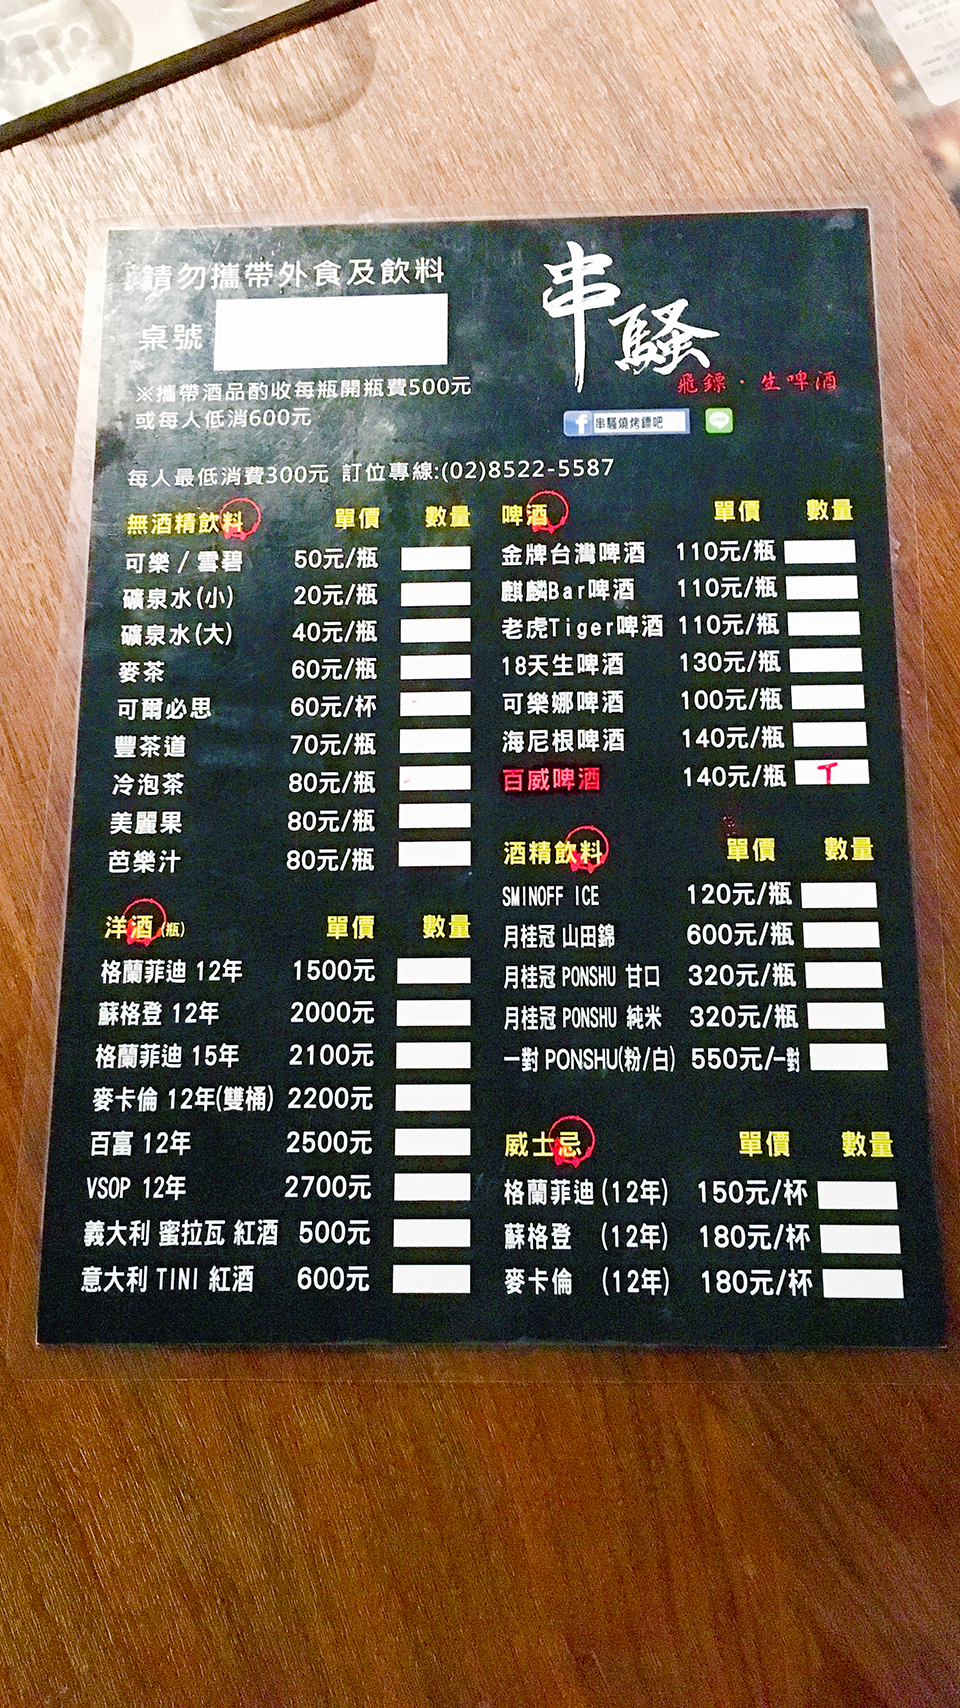 請勿攜帶外食及飲料
桌號
※攜帶酒品酌收每瓶開瓶費500元
或每人低消600元
串騷
飛鏢·生啤酒
串騷燒烤鏢吧
每人最低消費300元 訂位專線:(02)8522-5587
無酒精飲料 單價 數量
可樂/雪碧 50元/瓶
礦泉水(小) 20元/瓶
礦泉水(大) 40元/瓶
麥茶 60元/瓶
可爾必思 60元/杯
豐茶道 70元/瓶
冷泡茶 80元/瓶
美麗果 80元/瓶
芭樂汁 80元/瓶
洋酒(瓶) 單價 數量
格蘭菲迪 12年 1500元
蘇格登 12年 2000元
格蘭菲迪 15年 2100元
麥卡倫 12年(雙桶) 2200元
百富 12年 2500元
VSOP 12年 2700元
義大利 蜜拉瓦 紅酒 500元
意大利 TINI 紅酒 600元
啤酒 單價 數量
金牌台灣啤酒 110元/瓶
麒麟Bar啤酒 110元/瓶
老虎Tiger啤酒 110元/瓶
18天生啤酒 130元/瓶
可樂娜啤酒 100元/瓶
海尼根啤酒 140元/瓶
百威啤酒 140元/瓶 T
酒精飲料 單價 數量
SMINOFF ICE 120元/瓶
月桂冠 山田錦 600元/瓶
月桂冠 PONSHU 甘口 320元/瓶
月桂冠 PONSHU 純米 320元/瓶
一對 PONSHU(粉/白) 550元/一對
威士忌 單價 數量
格蘭菲迪(12年) 150元/杯
蘇格登 (12年) 180元/杯
麥卡倫 (12年) 180元/杯